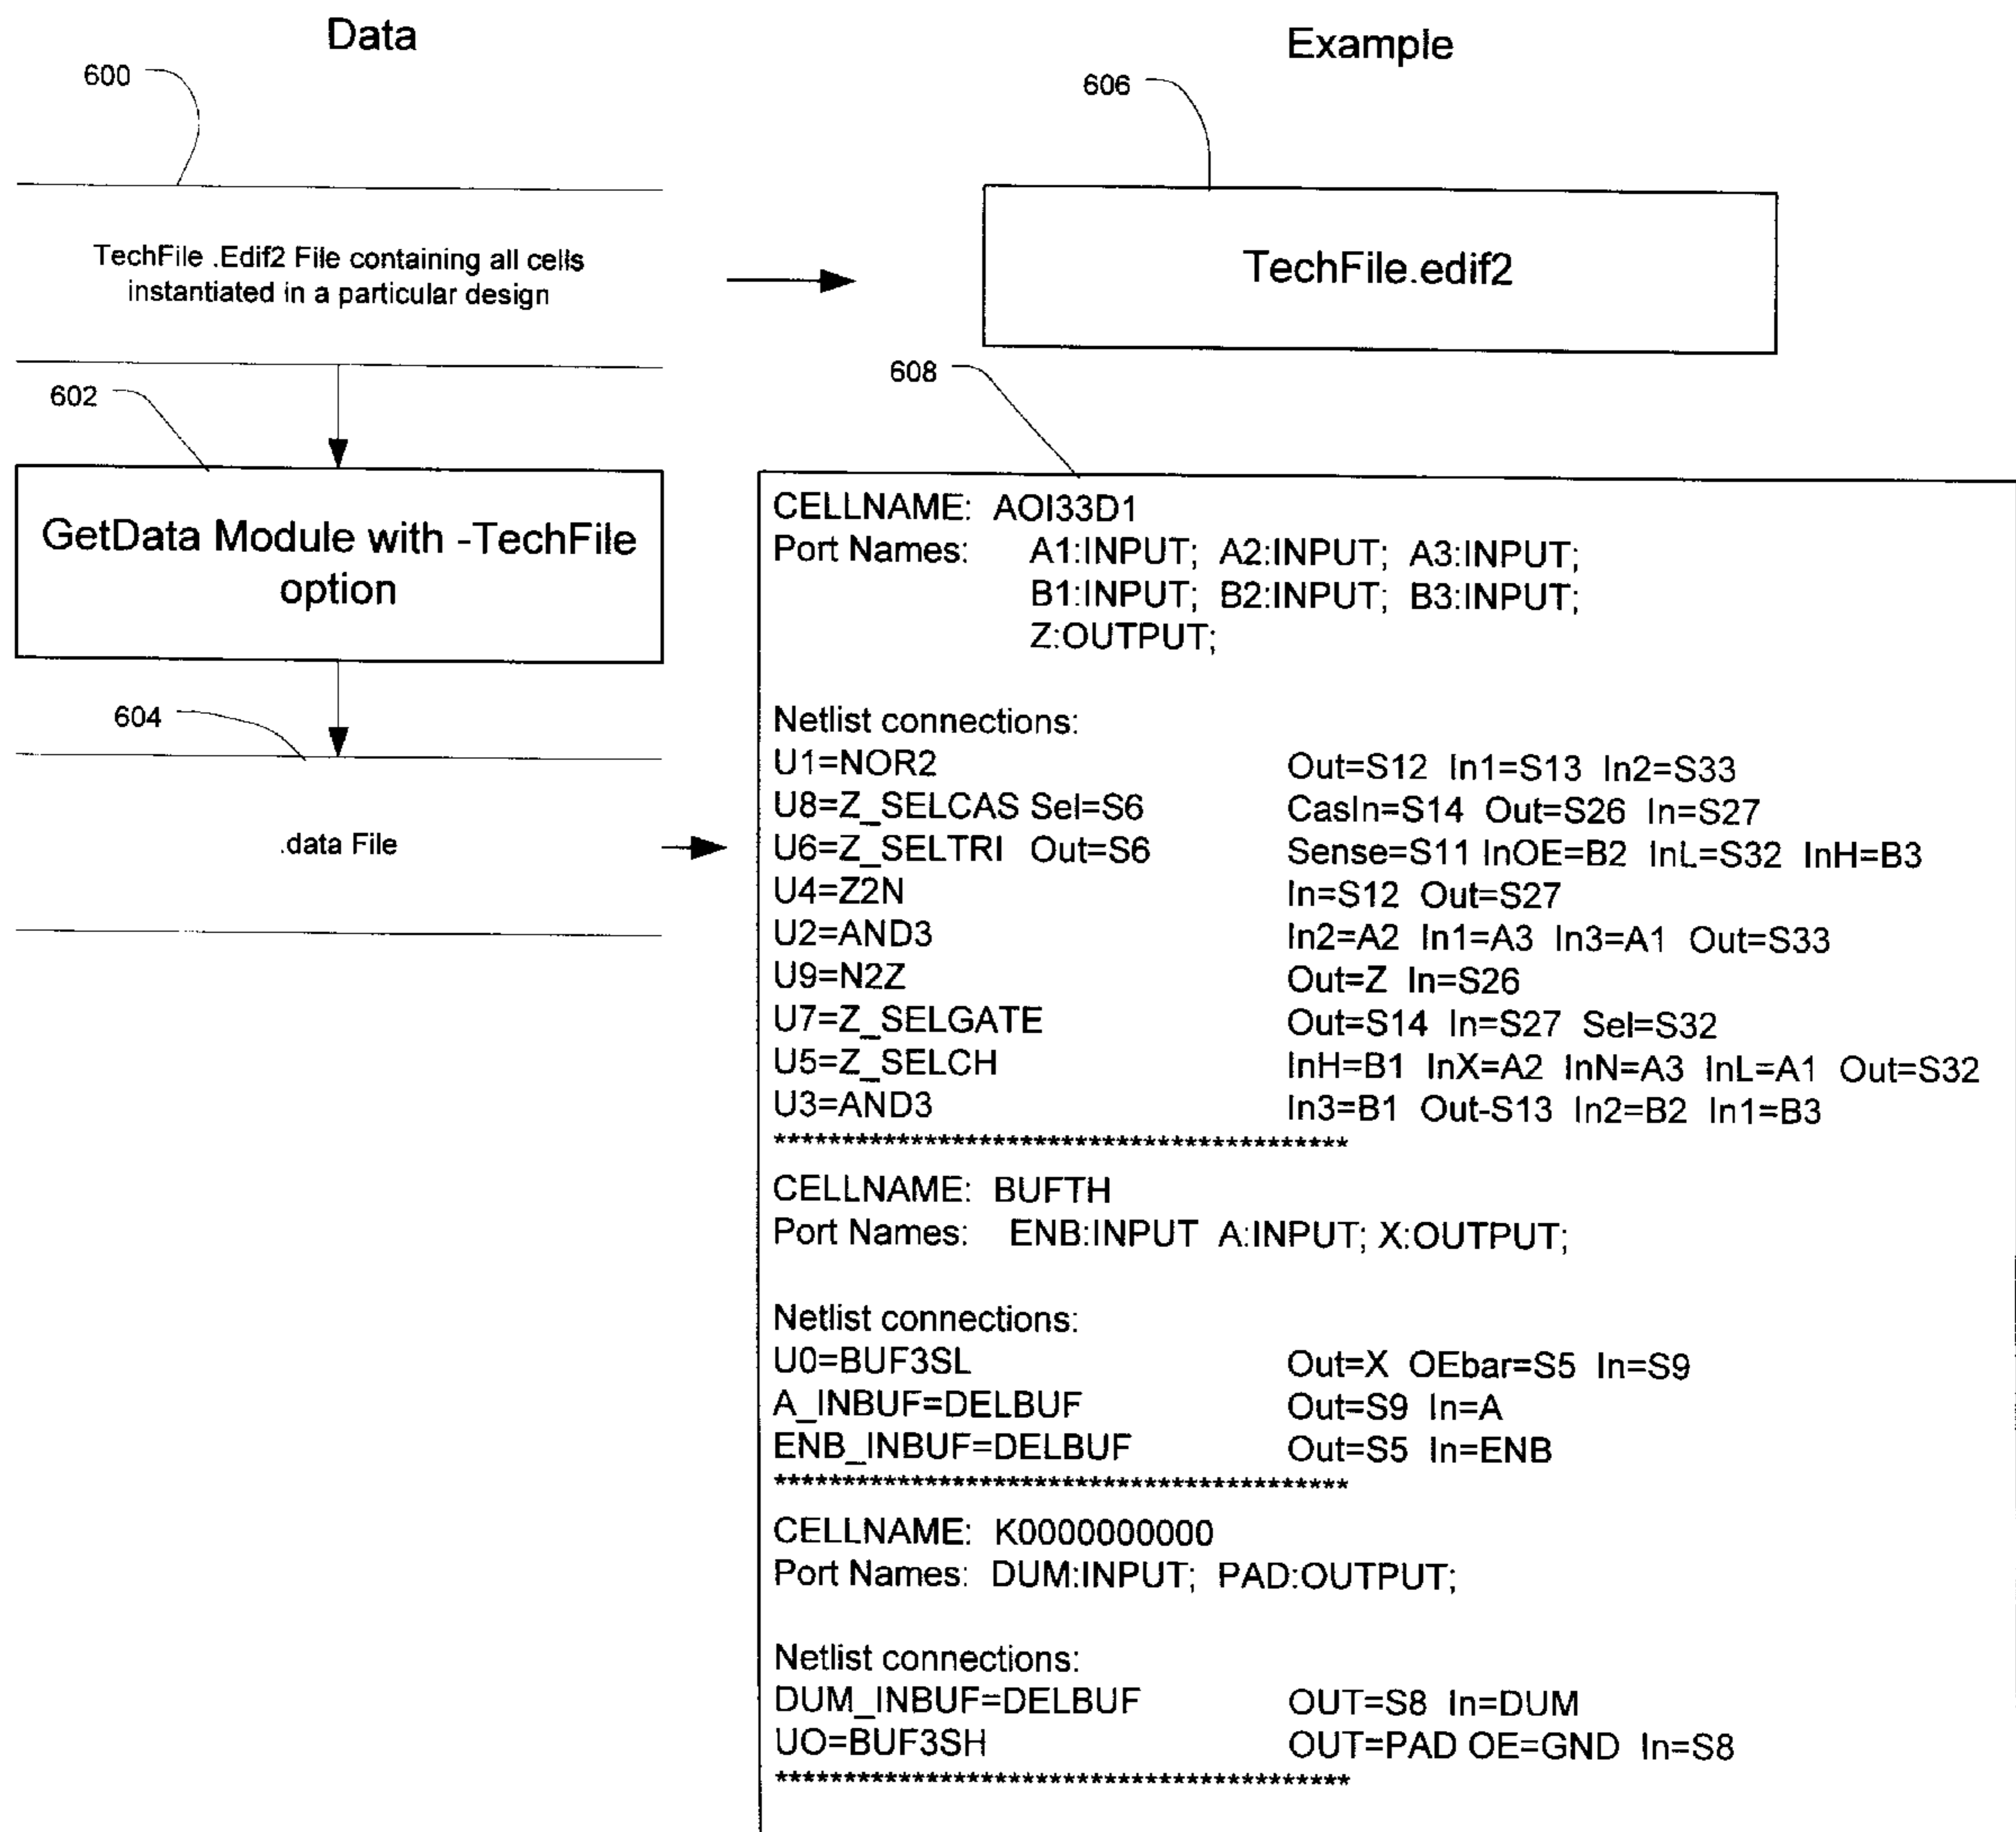 Data
Example
600
606
TechFile .Edif2 File containing all cells
instantiated in a particular design
TechFile.edif2
602
608
GetData Module with -TechFile
option
604
.data File
CELLNAME: AOI33D1
Port Names: A1:INPUT; A2:INPUT; A3:INPUT;
B1:INPUT; B2:INPUT; B3:INPUT;
Z:OUTPUT;
Netlist connections:
U1=NOR2 Out=S12 In1=S13 In2=S33
U8=Z_SELCAS Sel=S6 CasIn=S14 Out=S26 In=S27
U6=Z_SELTRI Out=S6 Sense=S11 InOE=B2 InL=S32 InH=B3
U4=Z2N In=S12 Out=S27
U2=AND3 In2=A2 In1=A3 In3=A1 Out=S33
U9=N2Z Out=Z In=S26
U7=Z_SELGATE Out=S14 In=S27 Sel=S32
U5=Z_SELCH InH=B1 InX=A2 InN=A3 InL=A1 Out=S32
U3=AND3 In3=B1 Out-S13 In2=B2 In1=B3
******************************************
CELLNAME: BUFTH
Port Names: ENB:INPUT A:INPUT; X:OUTPUT;
Netlist connections:
U0=BUF3SL Out=X OEbar=S5 In=S9
A_INBUF=DELBUF Out=S9 In=A
ENB_INBUF=DELBUF Out=S5 In=ENB
******************************************
CELLNAME: K0000000000
Port Names: DUM:INPUT; PAD:OUTPUT;
Netlist connections:
DUM_INBUF=DELBUF OUT=S8 In=DUM
UO=BUF3SH OUT=PAD OE=GND In=S8
******************************************